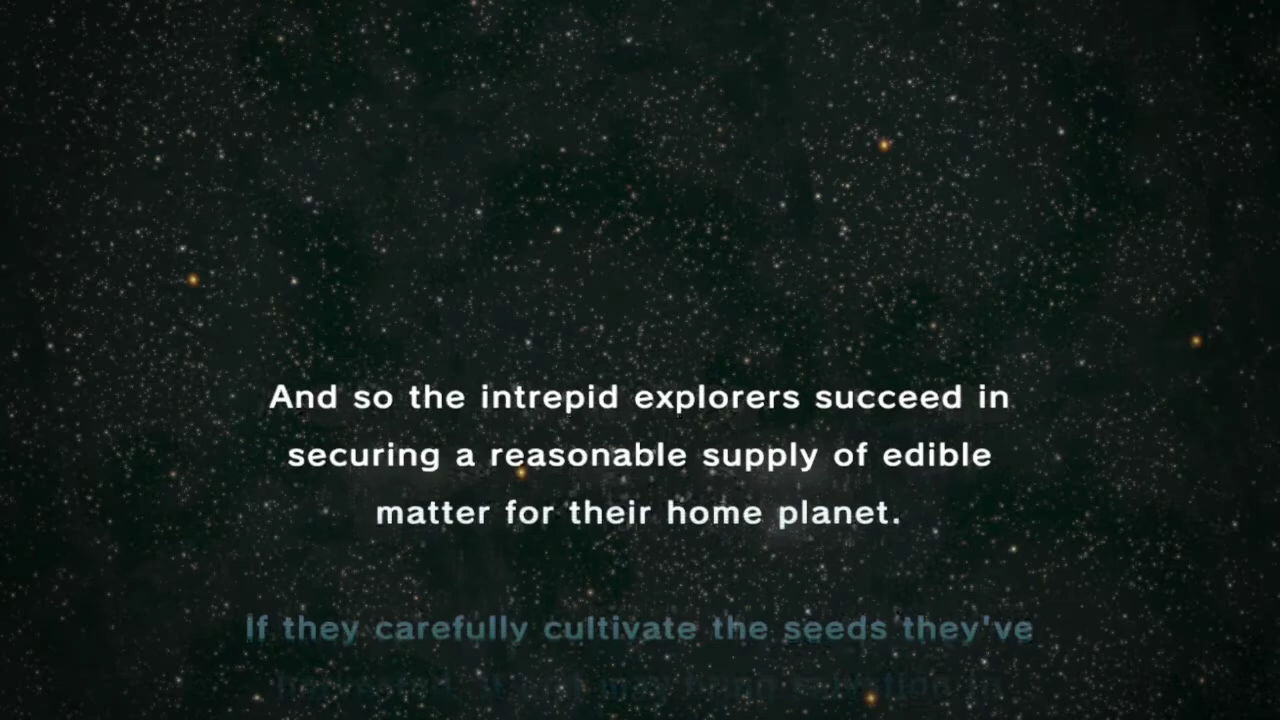 And so the intrepid explorers succeed in
securing a reasonable supply of edible
matter for their home planet.
If they carefully cultivate the seeds they've